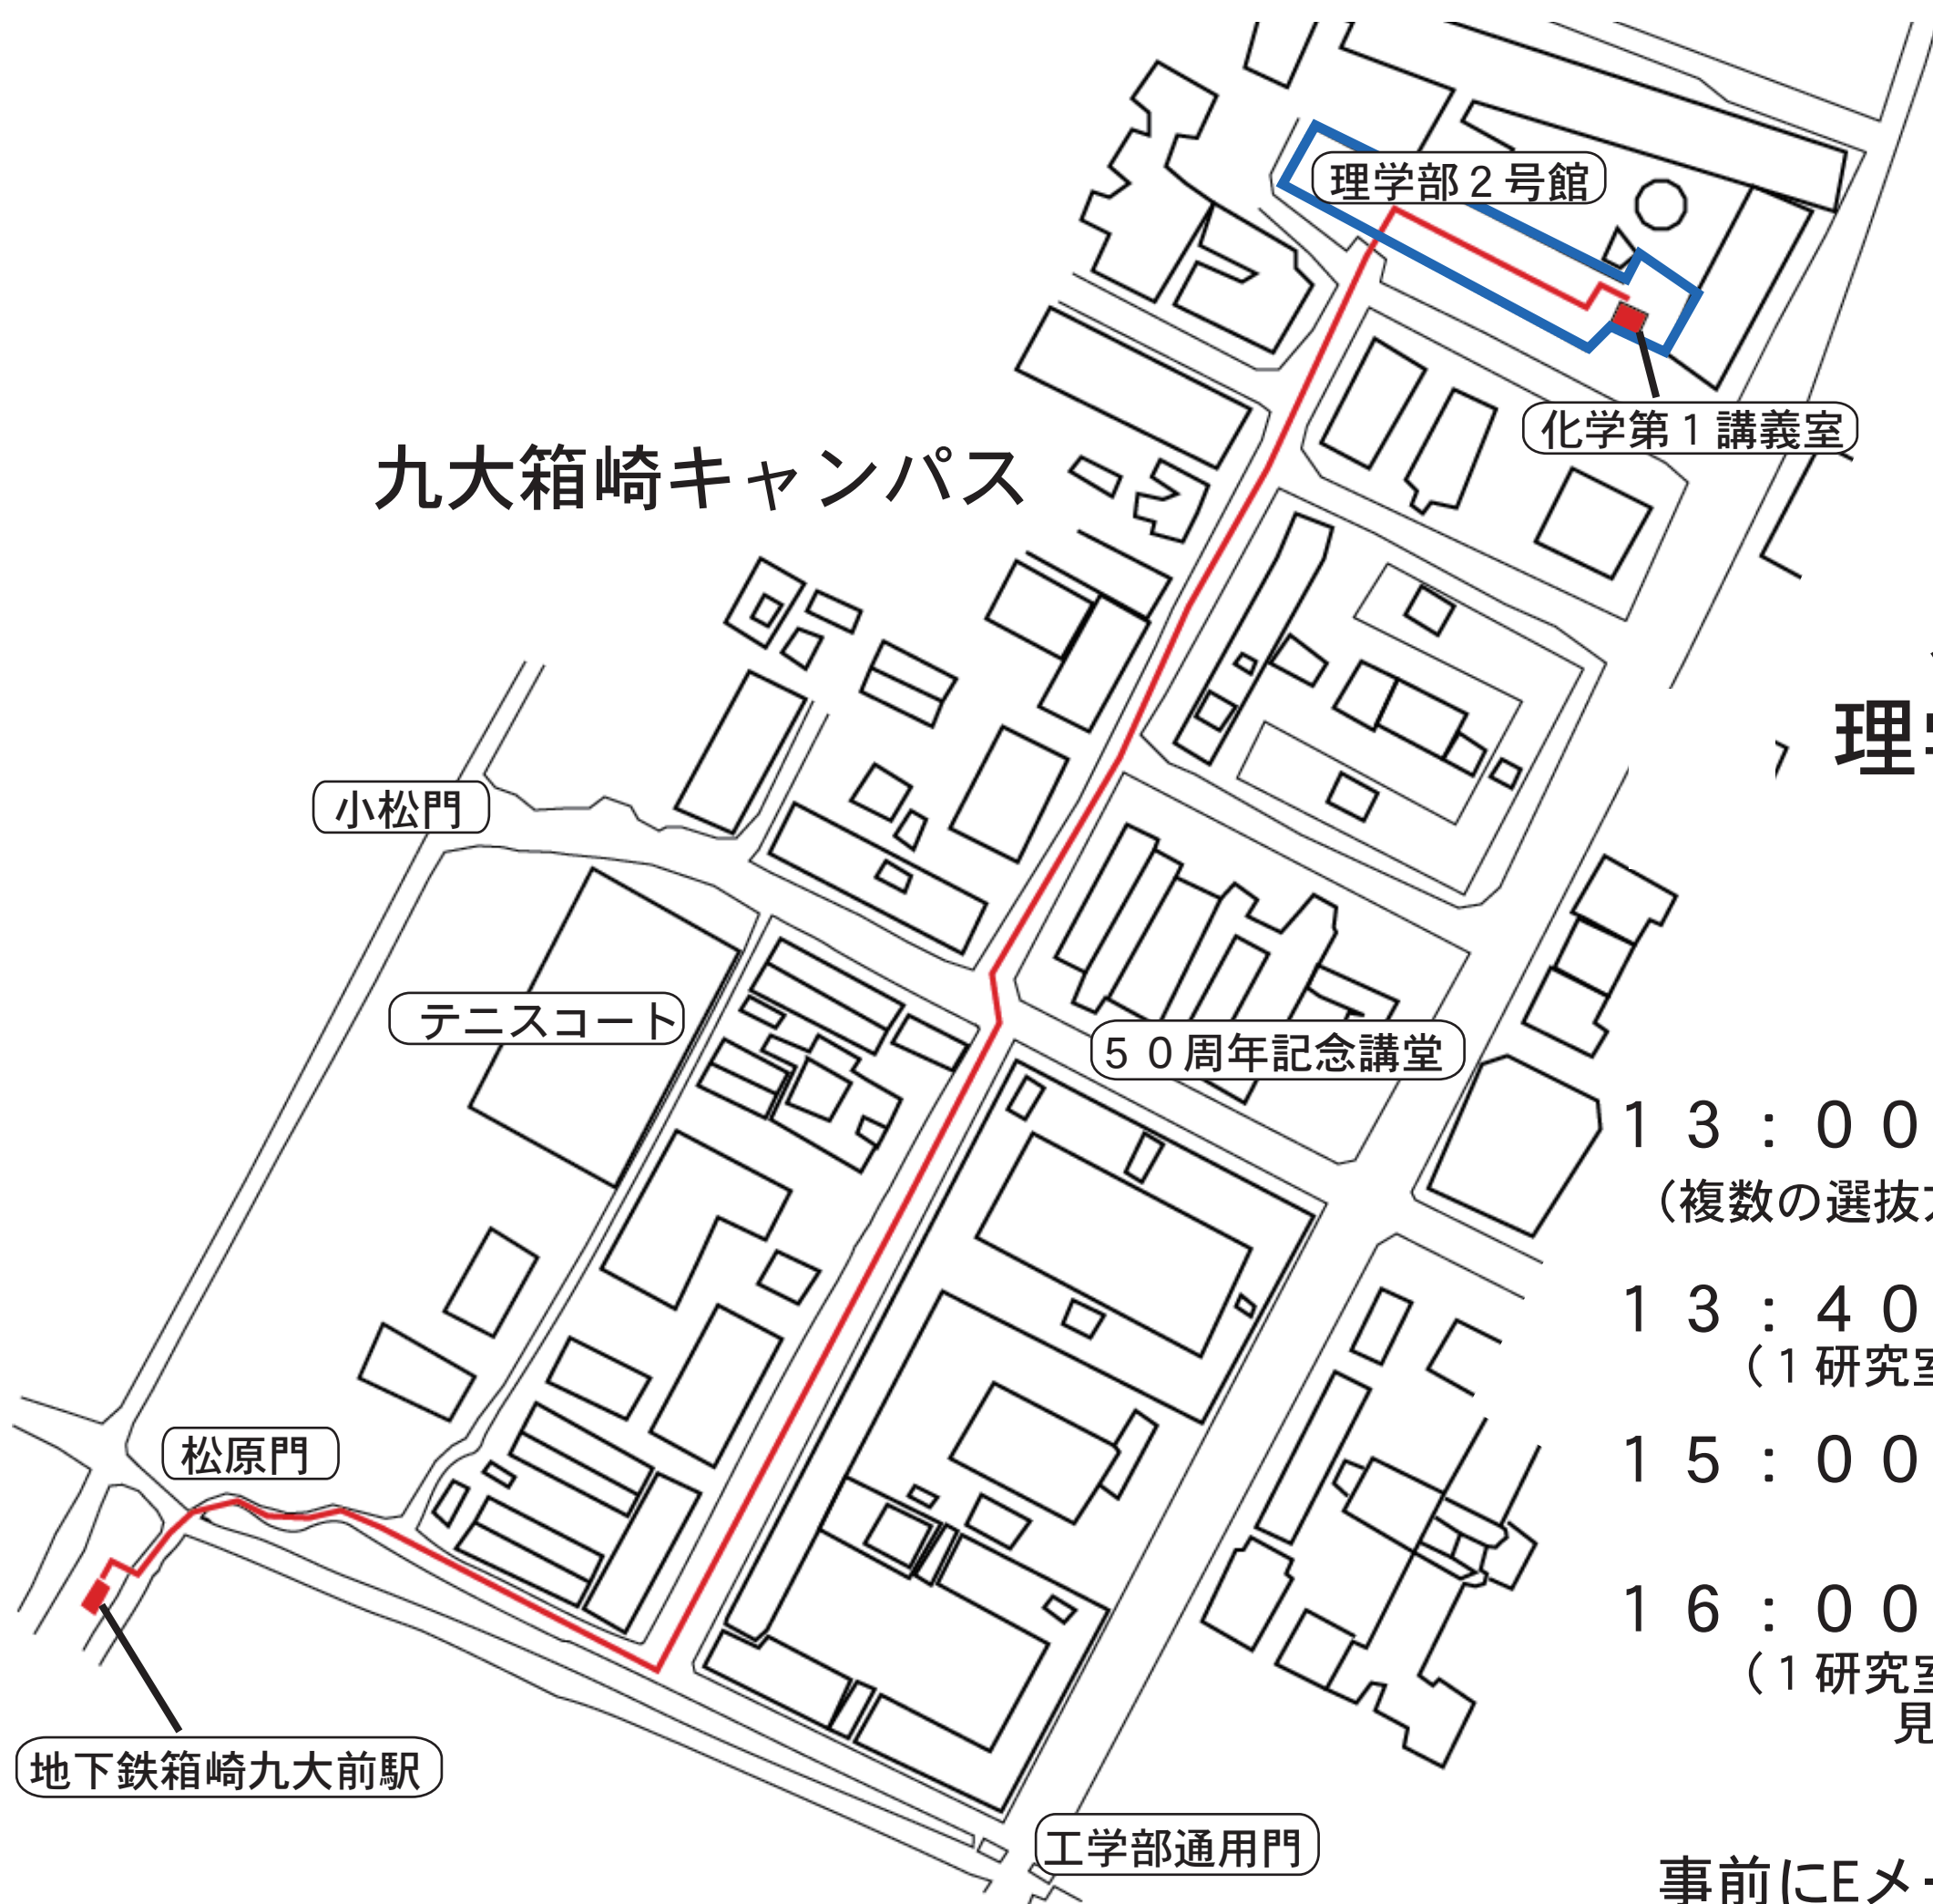 理学部２号館
化学第１講義室
九大箱崎キャンパス
理
小松門
テニスコート
５０周年記念講堂
１３：００
（複数の選抜
１３：４０
（１研究室
松原門
１５：００
１６：００
（１研究室
見
地下鉄箱崎九大前駅
工学部通用門
事前にEメー